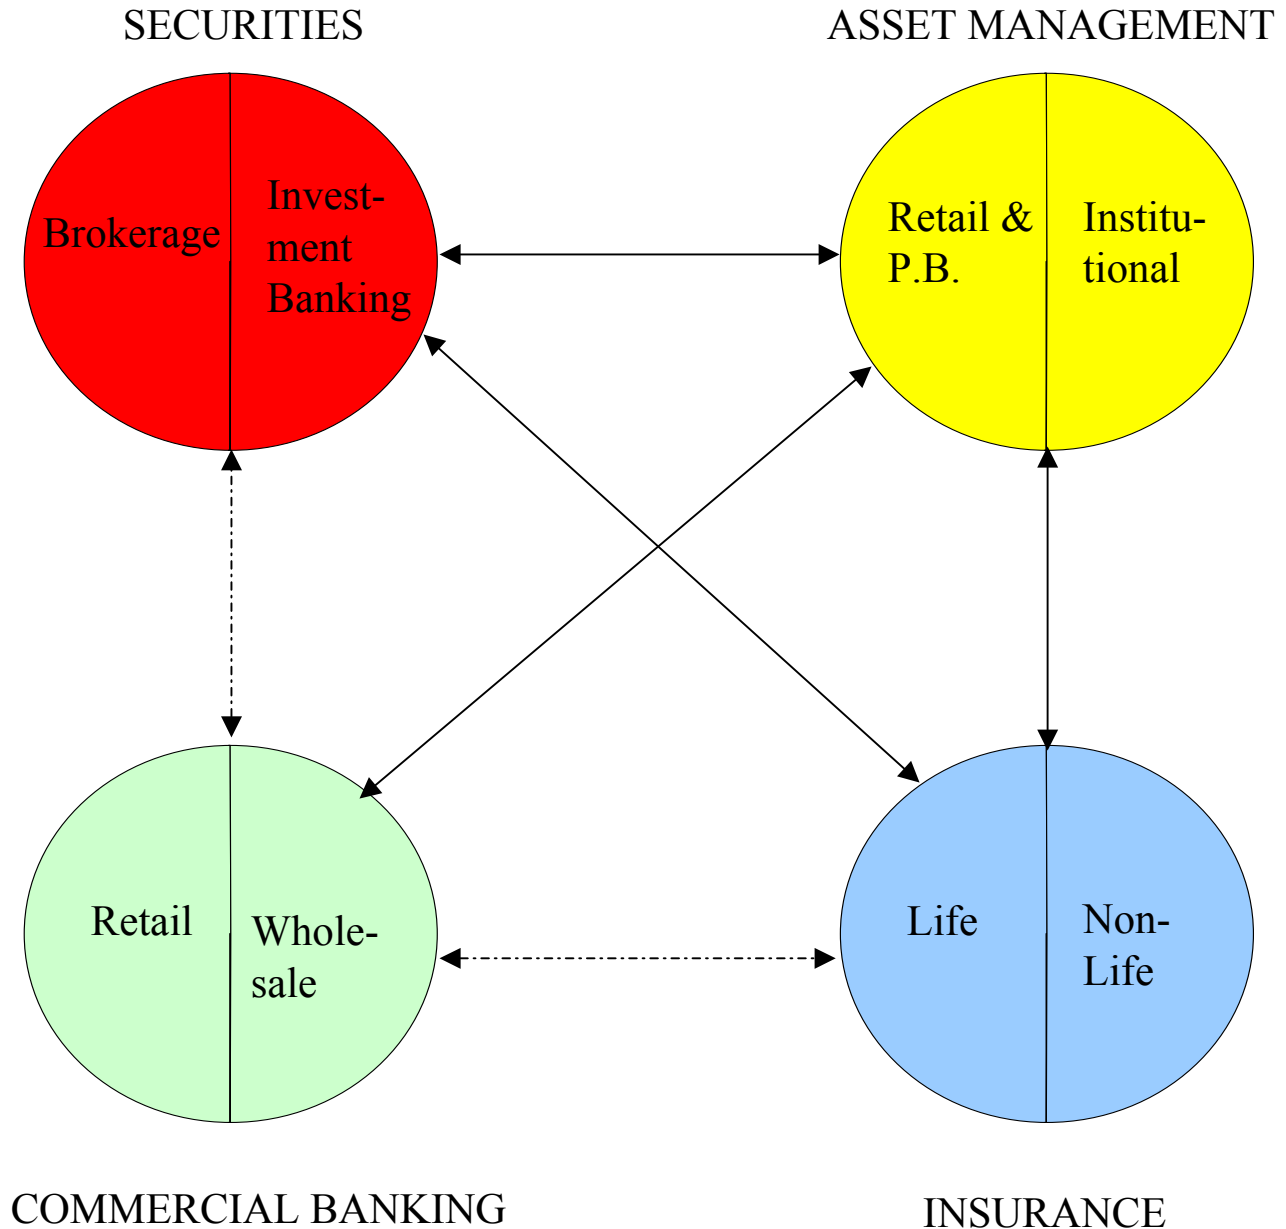 SECURITIES
ASSET MANAGEMENT
Brokerage
Invest-
ment
Banking
Retail &
P.B.
Institu-
tional
Retail
Whole-
sale
Life
Non-
Life
COMMERCIAL BANKING
INSURANCE